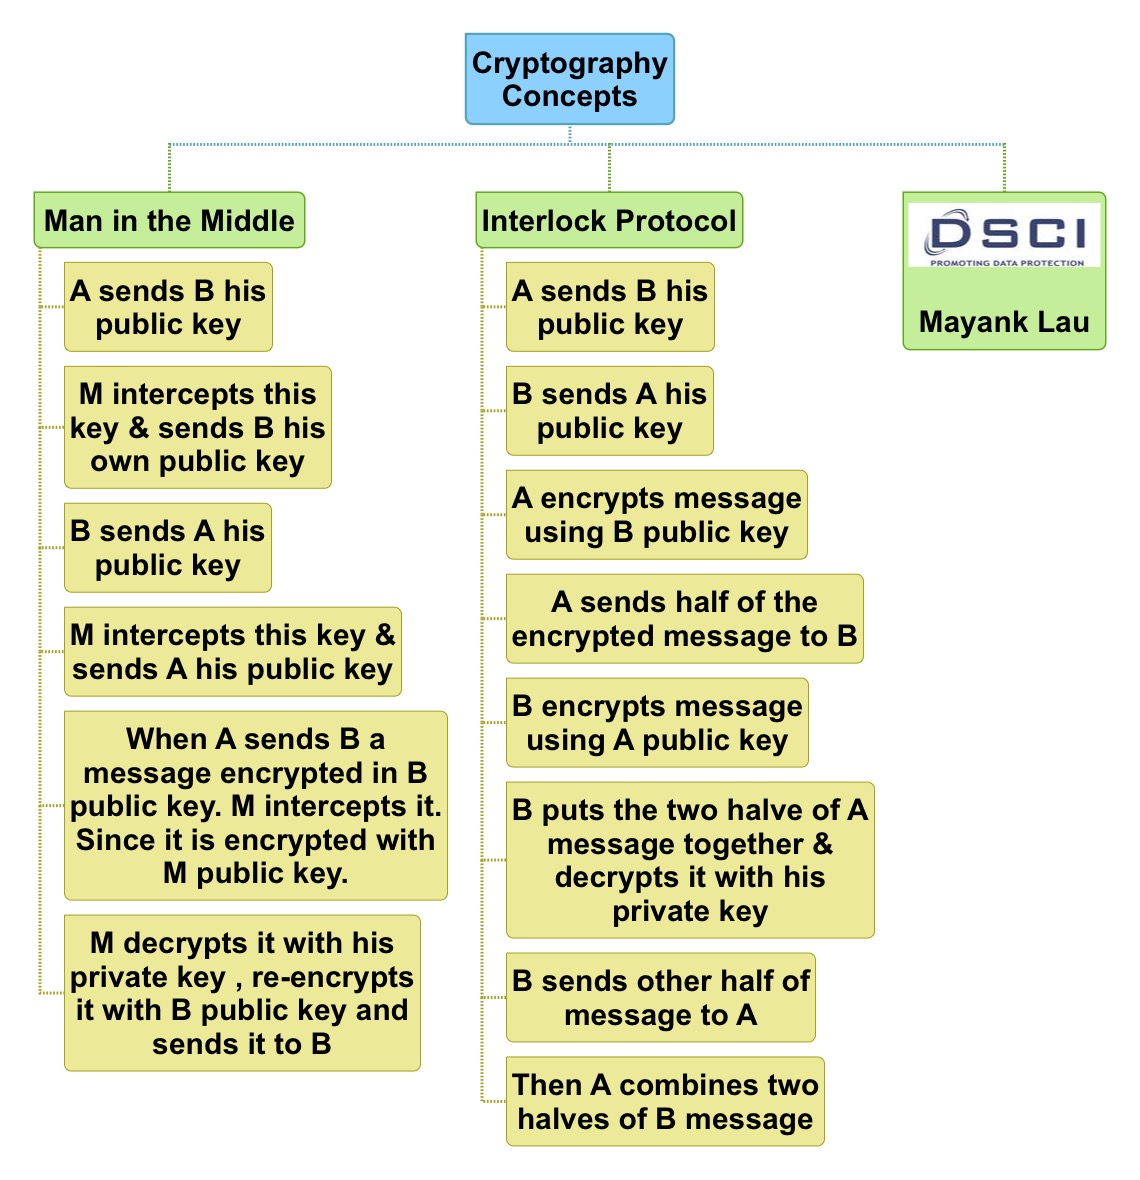 Cryptography
Concepts
Man in the Middle
A sends B his
public key
M intercepts this
key & sends B his
own public key
B sends A his
public key
M intercepts this key &
sends A his public key
When A sends B a
message encrypted in B
public key. M intercepts it.
Since it is encrypted with
M public key.
M decrypts it with his
private key , re-encrypts
it with B public key and
sends it to B
Interlock Protocol
A sends B his
public key
B sends A his
public key
A encrypts message
using B public key
A sends half of the
encrypted message to B
B encrypts message
using A public key
B puts the two halve of A
message together &
decrypts it with his
private key
B sends other half of
message to A
Then A combines two
halves of B message
DSCI
PROMOTING DATA PROTECTION
Mayank Lau